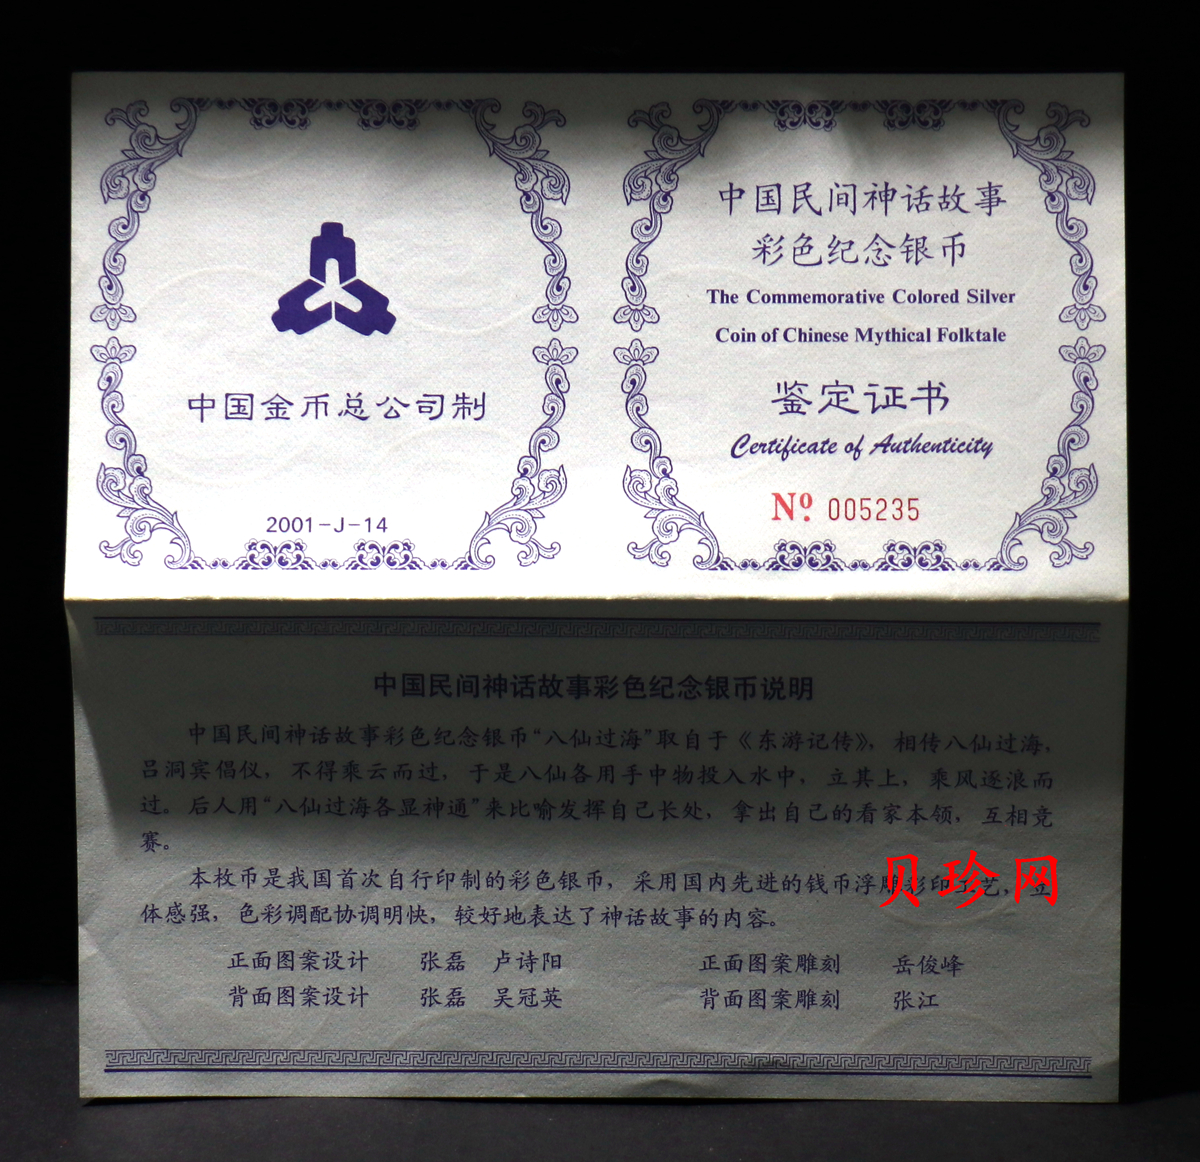 中国金币总公司制
2001-J-14
中国民间神话故事
彩色纪念银币
The Commemorative Colored Silver
Coin of Chinese Mythical Folktale
鉴定证书
Certificate of Authenticity
Nº. 005235
中国民间神话故事彩色纪念银币说明
中国民间神话故事彩色纪念银币“八仙过海”取自于《东游记传》，相传八仙过海，
吕洞宾倡仪，不得乘云而过，于是八仙各用手中物投入水中，立其上，乘风逐浪而
过。后人用“八仙过海各显神通”来比喻发挥自己长处，拿出自己的看家本领，互相竞
赛。
本枚币是我国首次自行印制的彩色银币，采用国内先进的钱币浮雕彩印工艺，立
体感强，色彩调配协调明快，较好地表达了神话故事的内容。
贝珍网
正面图案设计 张磊 卢诗阳 正面图案雕刻 岳俊峰
背面图案设计 张磊 吴冠英 背面图案雕刻 张江